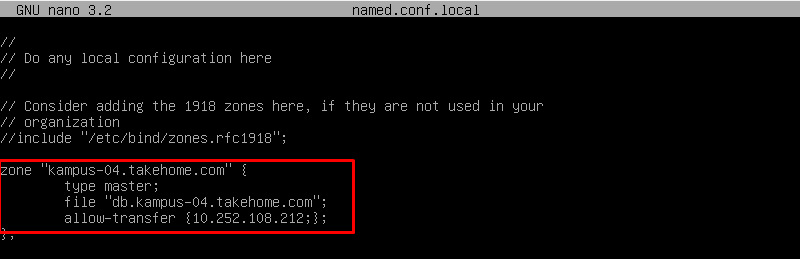 GNU nano 3.2 named.conf.local
//
// Do any local configuration here
//
// Consider adding the 1918 zones here, if they are not used in your
// organization
//include "/etc/bind/zones.rfc1918";
zone "kampus-04.takehome.com" {
type master;
file "db.kampus-04.takehome.com";
allow-transfer {10.252.108.212;};
};